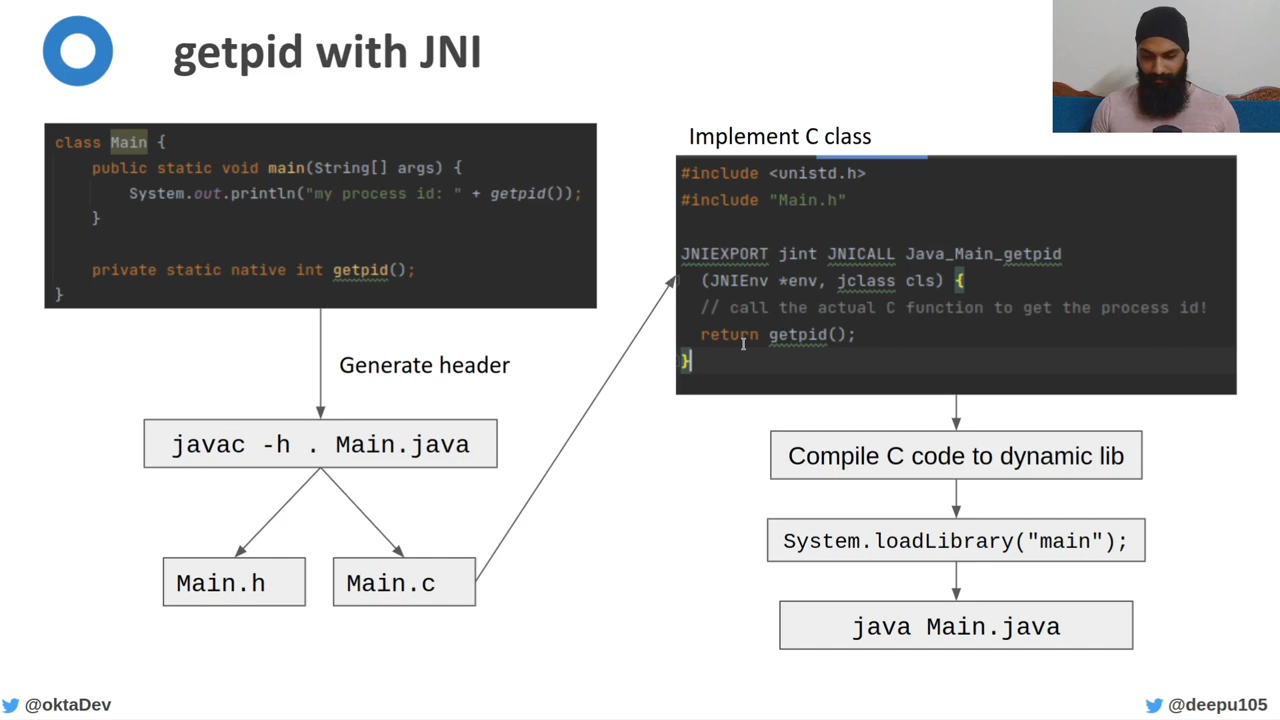 getpid with JNI
class Main {
public static void main(String[] args) {
System.out.println("my process id: " + getpid());
}
private static native int getpid();
}
Generate header
javac -h . Main.java
Main.h
Main.c
Implement C class
#include <unistd.h>
#include "Main.h"
JNIEXPORT jint JNICALL Java_Main_getpid
(JNIEnv *env, jclass cls) {
// call the actual C function to get the process id!
return getpid();
}
Compile C code to dynamic lib
System.loadLibrary("main");
java Main.java
@oktaDev
@deepu105